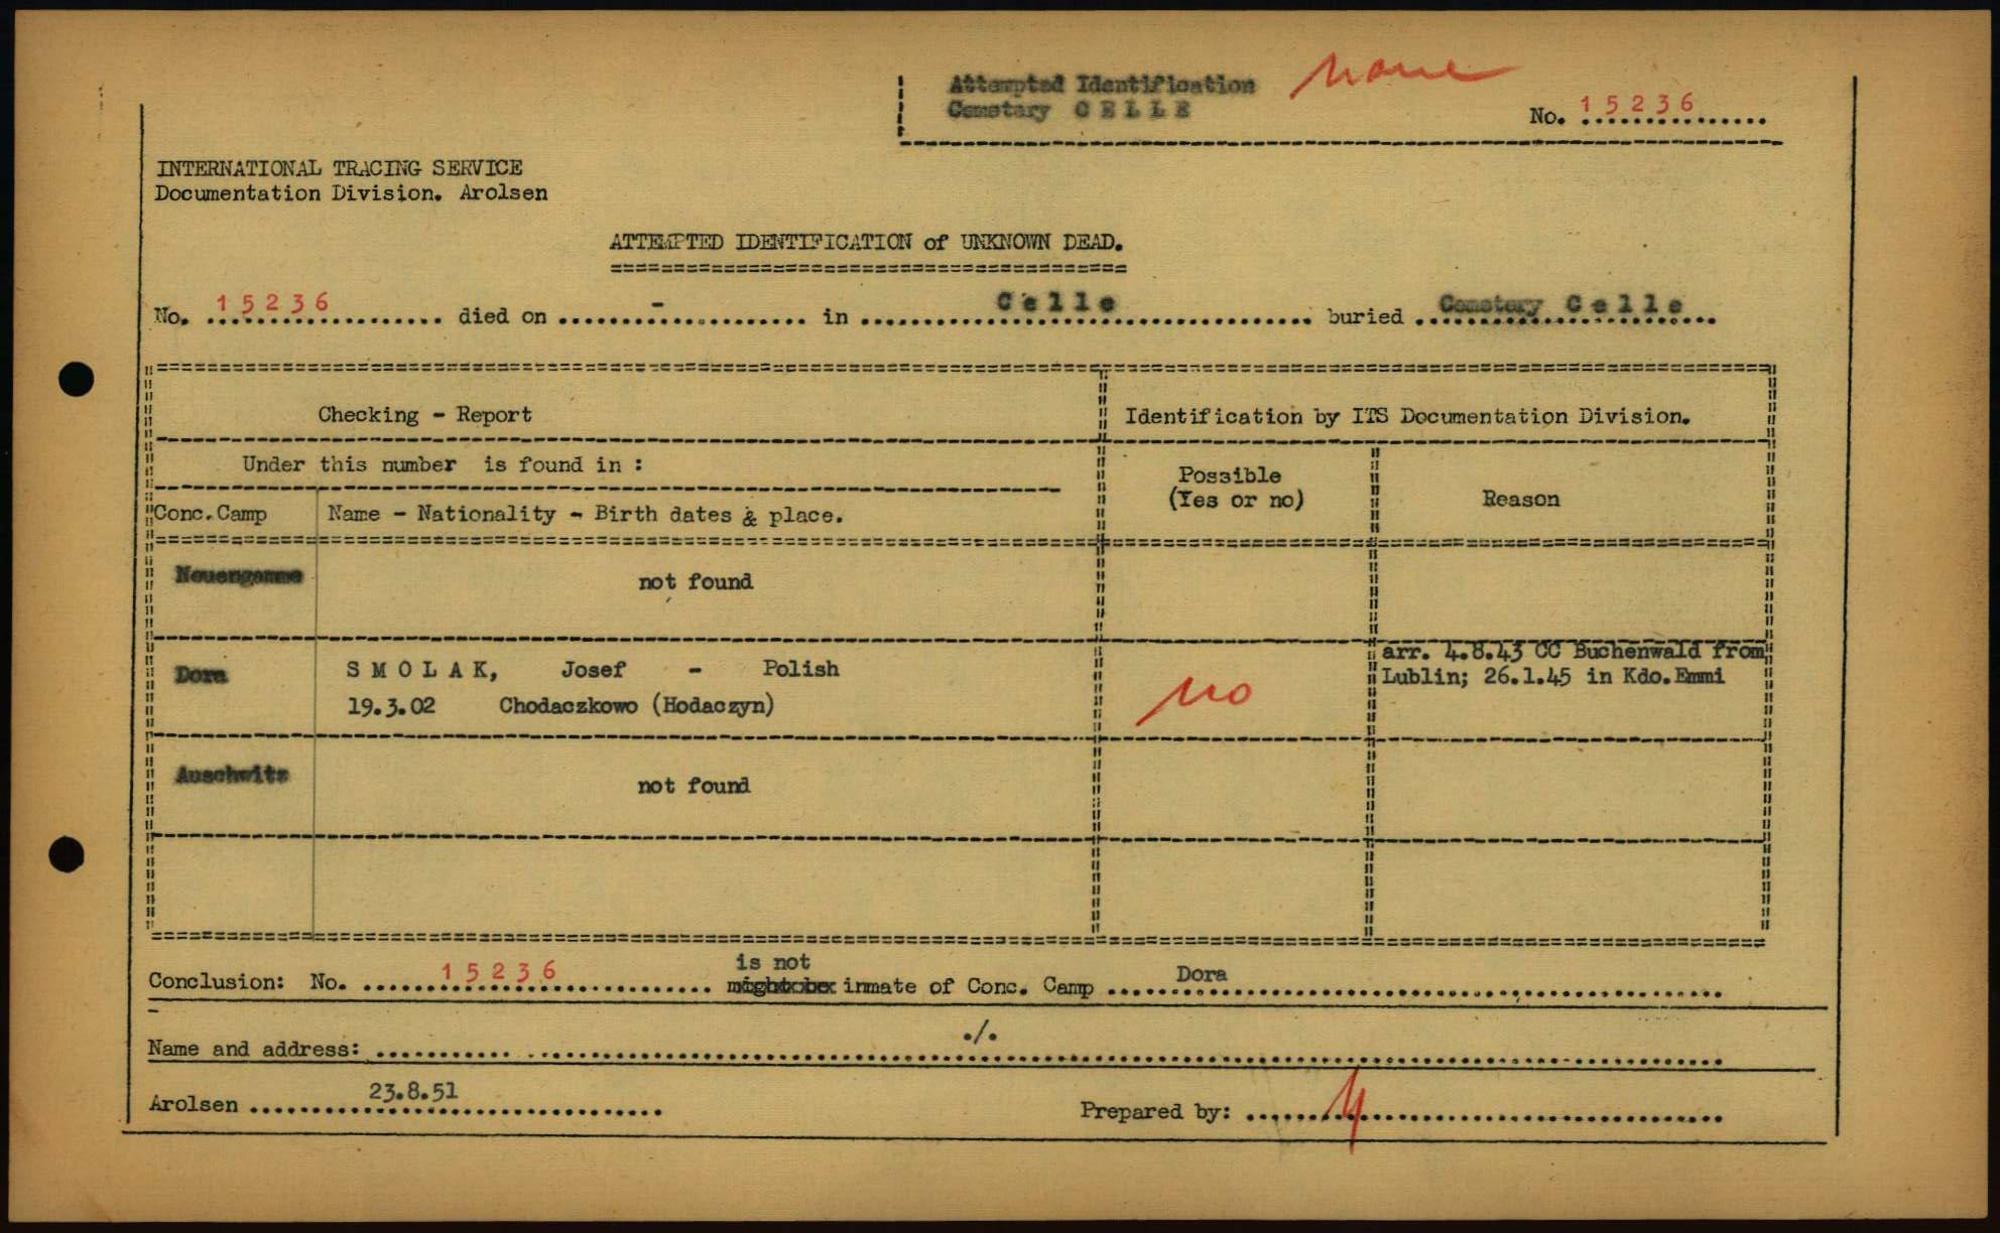 Attempted Identification none
Cemetary C E L L E
No. 15236
INTERNATIONAL TRACING SERVICE
Documentation Division. Arolsen
ATTEMPTED IDENTIFICATION of UNKNOWN DEAD.
No. 15236 died on - in C e l l e buried Cemetary C e l l e
Checking - Report
Identification by ITS Documentation Division.
Under this number is found in :
Possible
(Yes or no)
Reason
Conc. Camp
Name - Nationality - Birth dates & place.
Neuengamme
not found
Dora
S M O L A K, Josef - Polish
19.3.02 Chodaczkowo (Hodaczyn)
no
arr. 4.8.43 CC Buchenwald from
Lublin; 26.1.45 in Kdo.Emmi
Auschwitz
not found
is not
Conclusion: No. 15236 might be inmate of Conc. Camp Dora
Name and address: ./.
Arolsen 23.8.51
Prepared by: